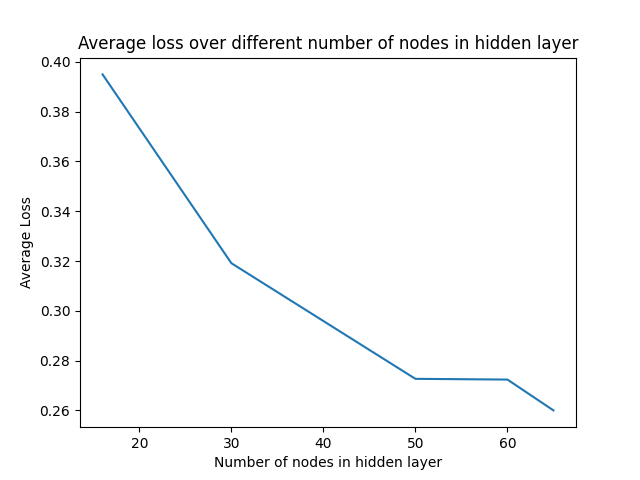 Average loss over different number of nodes in hidden layer
0.40
0.38
0.36
0.34
0.32
0.30
0.28
0.26
Average Loss
20 30 40 50 60
Number of nodes in hidden layer